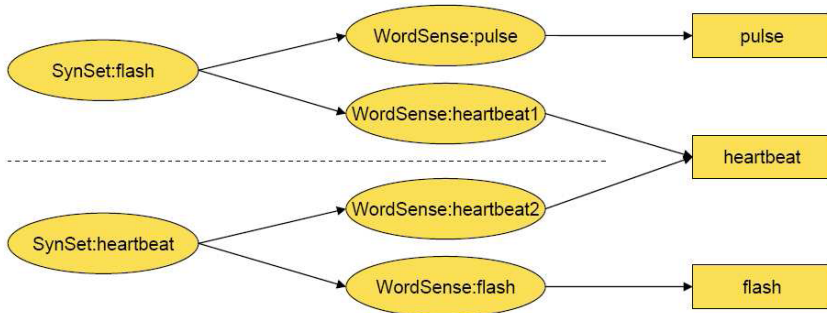 WordSense:pulse
pulse
SynSet:flash
WordSense:heartbeat1
heartbeat
WordSense:heartbeat2
SynSet:heartbeat
WordSense:flash
flash